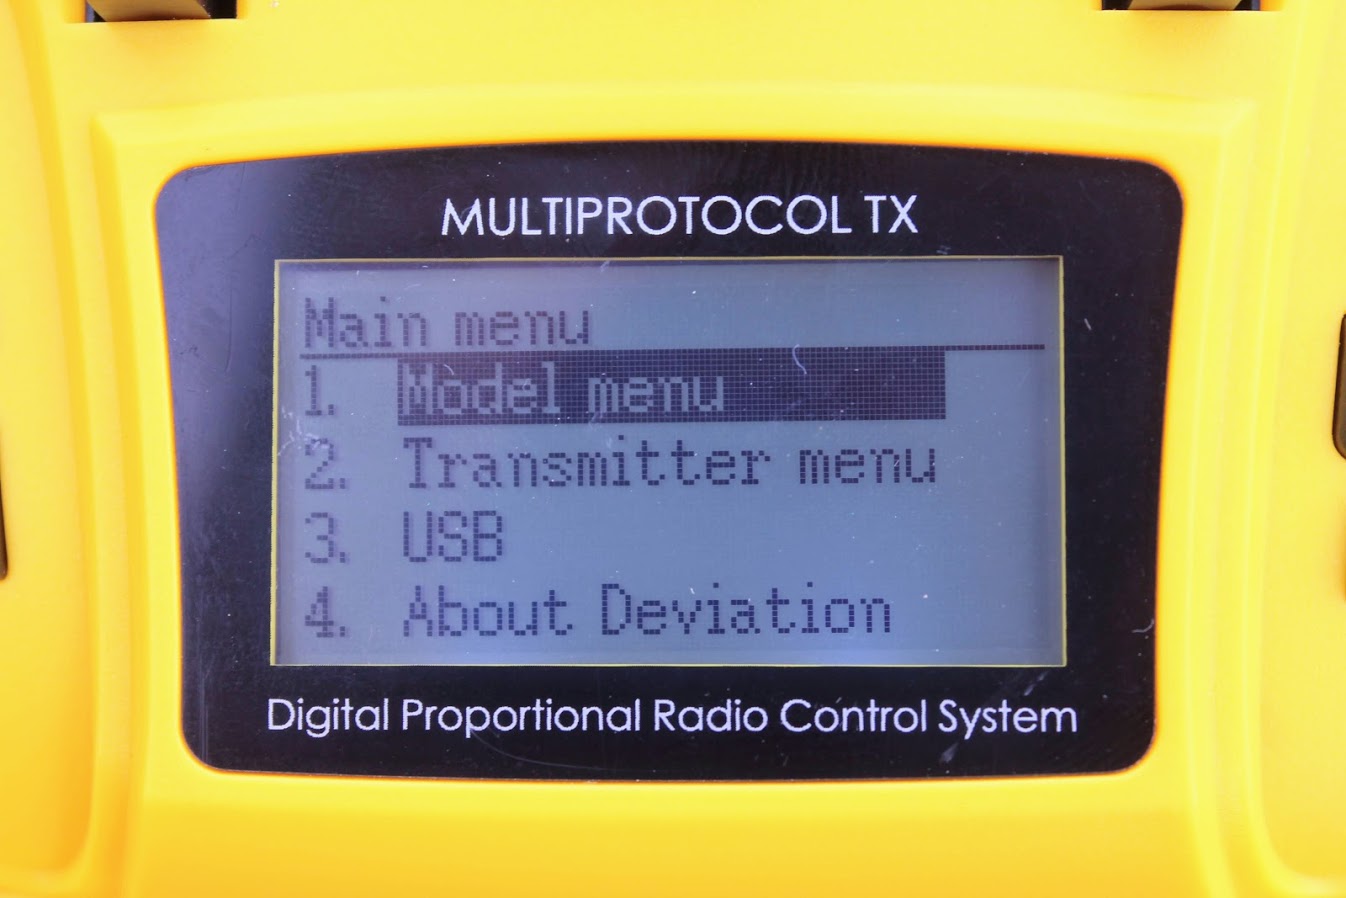 MULTIPROTOCOL TX
Main menu
1. Model menu
2. Transmitter menu
3. USB
4. About Deviation
Digital Proportional Radio Control System